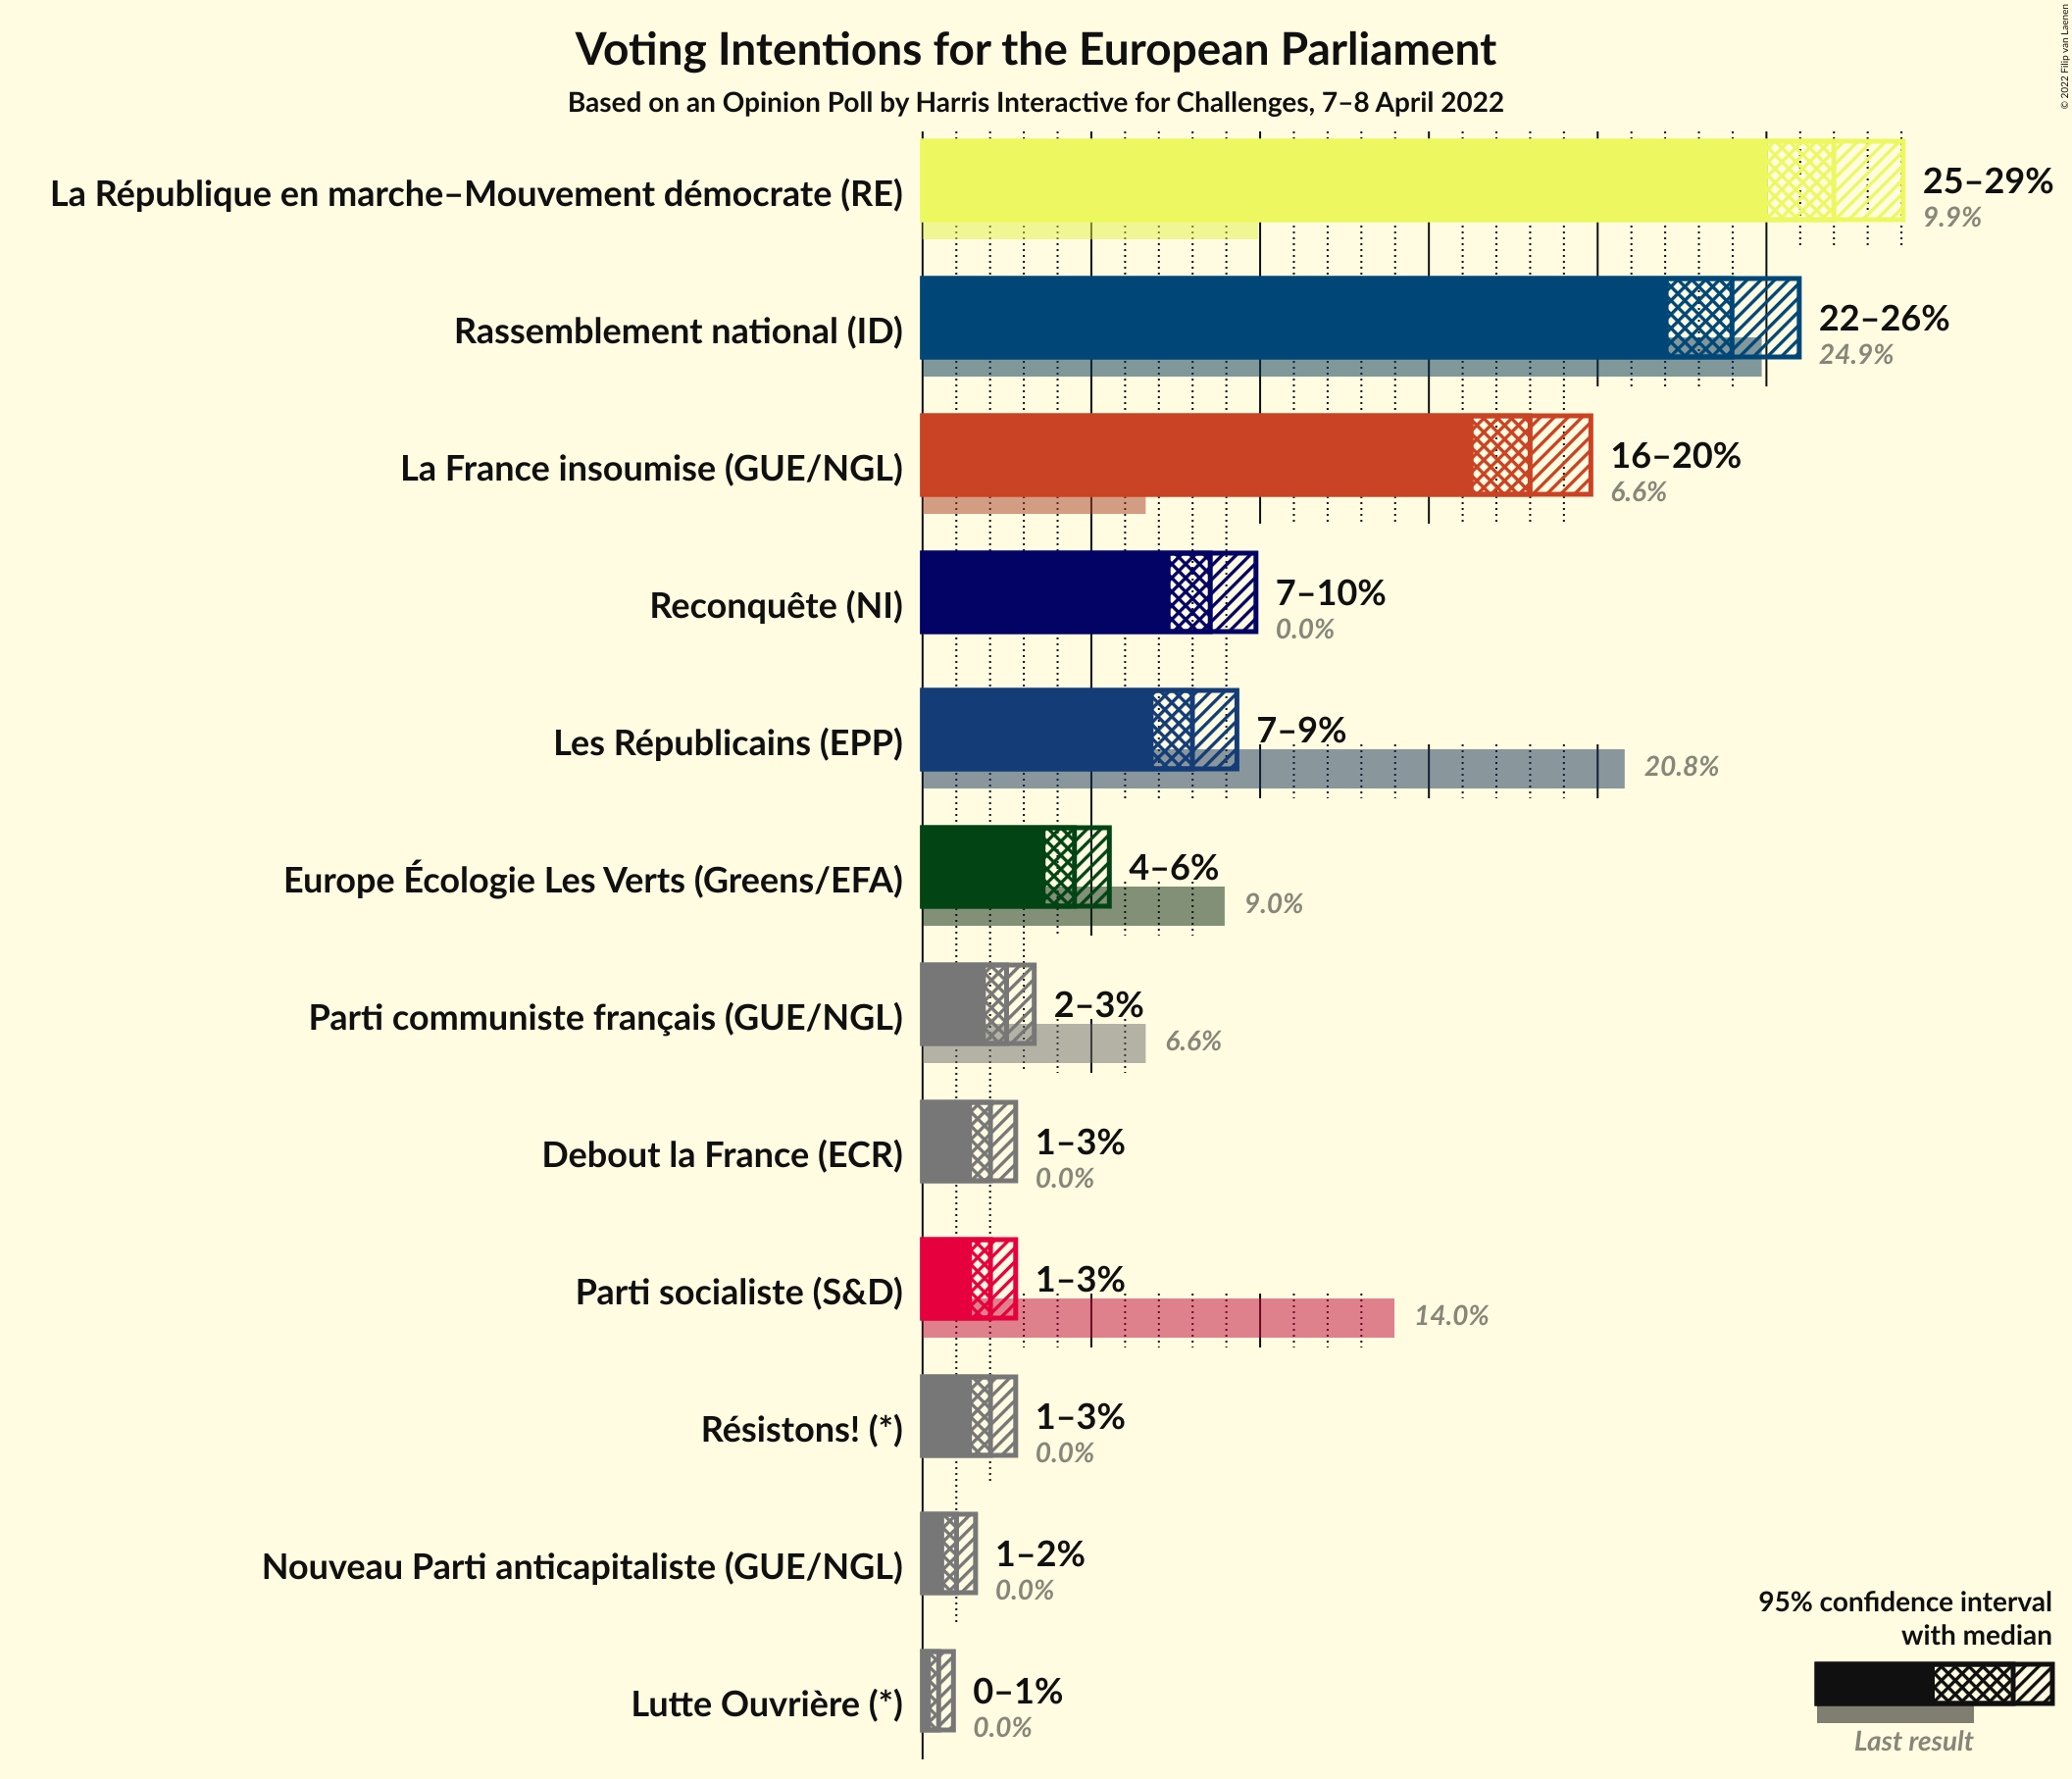 Voting Intentions for the European Parliament
Based on an Opinion Poll by Harris Interactive for Challenges, 7–8 April 2022
© 2022 Filip van Laenen
La République en marche–Mouvement démocrate (RE)
25–29%
9.9%
Rassemblement national (ID)
22–26%
24.9%
La France insoumise (GUE/NGL)
16–20%
6.6%
Reconquête (NI)
7–10%
0.0%
Les Républicains (EPP)
7–9%
20.8%
Europe Écologie Les Verts (Greens/EFA)
4–6%
9.0%
Parti communiste français (GUE/NGL)
2–3%
6.6%
Debout la France (ECR)
1–3%
0.0%
Parti socialiste (S&D)
1–3%
14.0%
Résistons! (*)
1–3%
0.0%
Nouveau Parti anticapitaliste (GUE/NGL)
1–2%
0.0%
Lutte Ouvrière (*)
0–1%
0.0%
95% confidence interval
with median
Last result